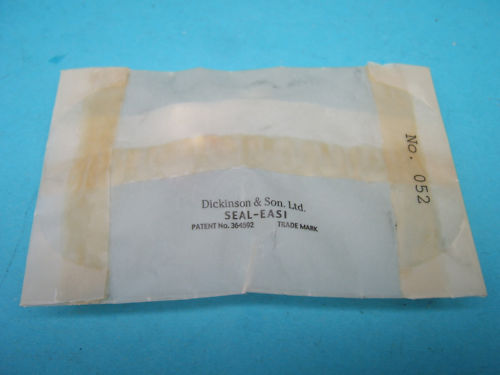 Dickinson & Son. Ltd.
SEAL-EASI
PATENT No. 364592 TRADE MARK
No. 052